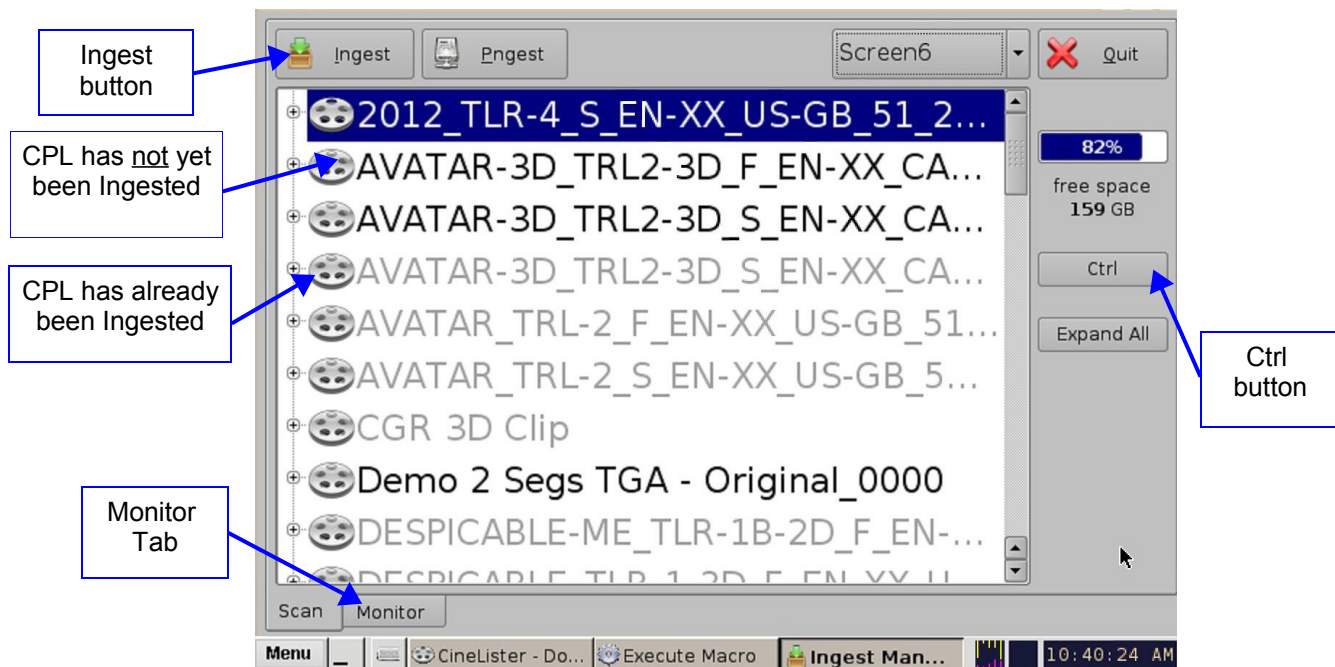 Ingest
button
CPL has not yet
been Ingested
CPL has already
been Ingested
Monitor
Tab
Ctrl
button
Ingest
Pngest
Screen6
Quit
2012_TLR-4_S_EN-XX_US-GB_51_2...
AVATAR-3D_TRL2-3D_F_EN-XX_CA...
AVATAR-3D_TRL2-3D_S_EN-XX_CA...
AVATAR-3D_TRL2-3D_S_EN-XX_CA...
AVATAR_TRL-2_F_EN-XX_US-GB_51...
AVATAR_TRL-2_S_EN-XX_US-GB_5...
CGR 3D Clip
Demo 2 Segs TGA - Original_0000
DESPICABLE-ME_TLR-1B-2D_F_EN-...
82%
free space
159 GB
Ctrl
Expand All
Scan
Monitor
Menu
CineLister - Do...
Execute Macro
Ingest Man...
10:40:24 AM